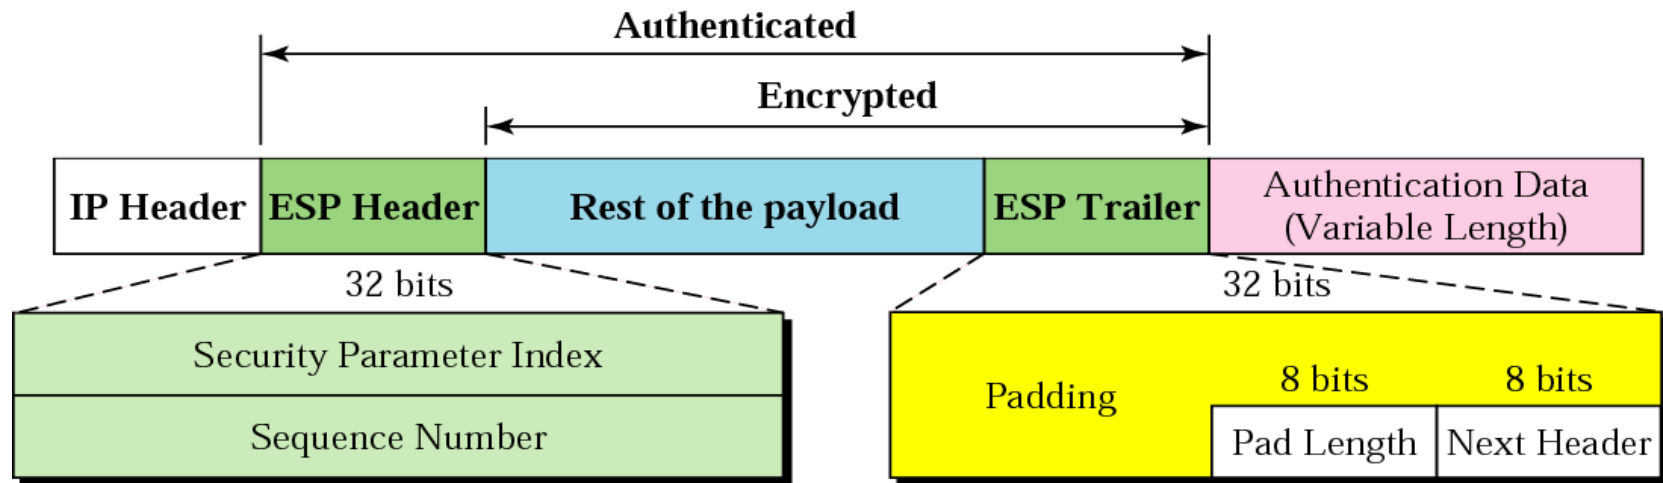 Authenticated
Encrypted
IP Header
ESP Header
Rest of the payload
ESP Trailer
Authentication Data
(Variable Length)
32 bits
32 bits
Security Parameter Index
Sequence Number
Padding
8 bits
8 bits
Pad Length
Next Header